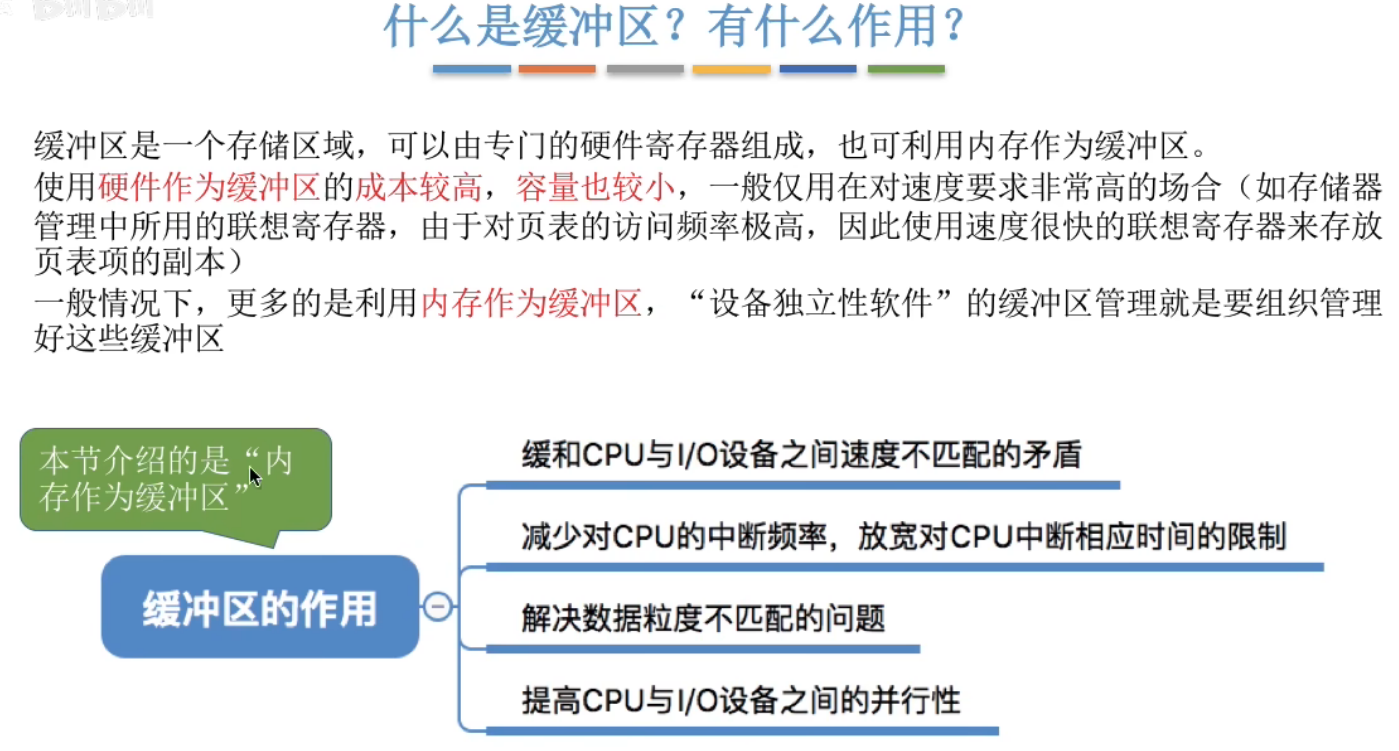 什么是缓冲区？有什么作用？
缓冲区是一个存储区域，可以由专门的硬件寄存器组成，也可利用内存作为缓冲区。
使用硬件作为缓冲区的成本较高，容量也较小，一般仅用在对速度要求非常高的场合（如存储器
管理中所用的联想寄存器，由于对页表的访问频率极高，因此使用速度很快的联想寄存器来存放
页表项的副本）
一般情况下，更多的是利用内存作为缓冲区，“设备独立性软件”的缓冲区管理就是要组织管理
好这些缓冲区
本节介绍的是“内
存作为缓冲区”
缓冲区的作用
缓和CPU与I/O设备之间速度不匹配的矛盾
减少对CPU的中断频率，放宽对CPU中断相应时间的限制
解决数据粒度不匹配的问题
提高CPU与I/O设备之间的并行性